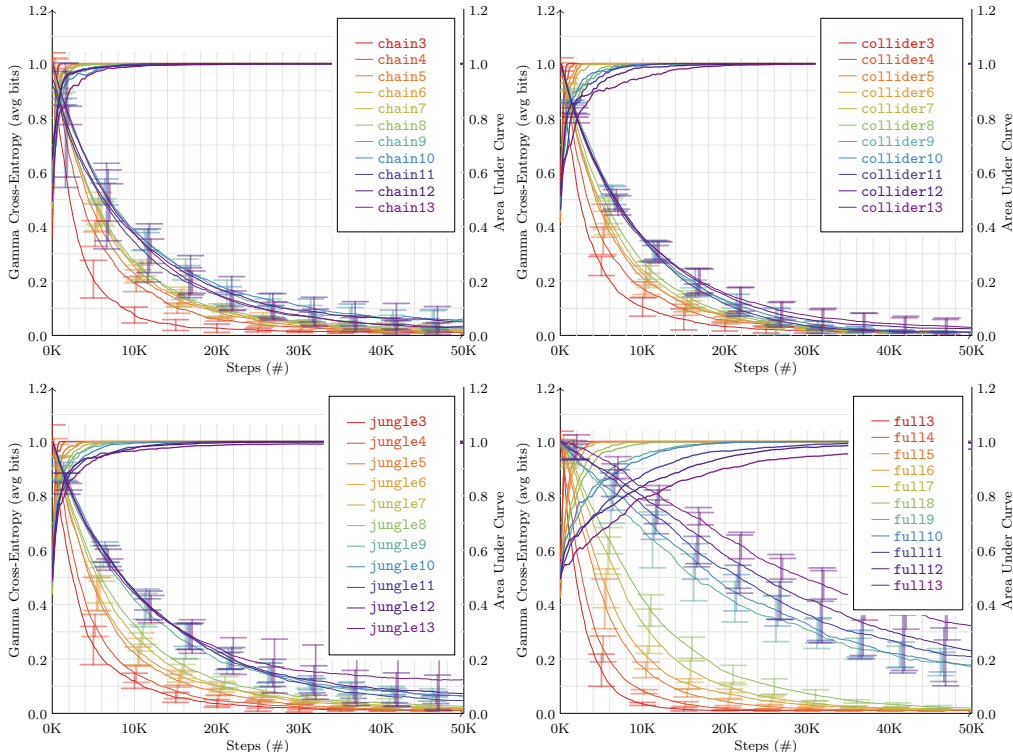 Gamma Cross-Entropy (avg bits)
1.2
1.0
0.8
0.6
0.4
0.2
0.0
0K
10K
20K
30K
40K
50K
Steps (#)
1.2
1.0
0.8
0.6
0.4
0.2
0.0
Area Under Curve
chain3
chain4
chain5
chain6
chain7
chain8
chain9
chain10
chain11
chain12
chain13
Gamma Cross-Entropy (avg bits)
1.2
1.0
0.8
0.6
0.4
0.2
0.0
0K
10K
20K
30K
40K
50K
Steps (#)
1.2
1.0
0.8
0.6
0.4
0.2
0.0
Area Under Curve
collider3
collider4
collider5
collider6
collider7
collider8
collider9
collider10
collider11
collider12
collider13
Gamma Cross-Entropy (avg bits)
1.2
1.0
0.8
0.6
0.4
0.2
0.0
0K
10K
20K
30K
40K
50K
Steps (#)
1.2
1.0
0.8
0.6
0.4
0.2
0.0
Area Under Curve
jungle3
jungle4
jungle5
jungle6
jungle7
jungle8
jungle9
jungle10
jungle11
jungle12
jungle13
Gamma Cross-Entropy (avg bits)
1.2
1.0
0.8
0.6
0.4
0.2
0.0
0K
10K
20K
30K
40K
50K
Steps (#)
1.2
1.0
0.8
0.6
0.4
0.2
0.0
Area Under Curve
full3
full4
full5
full6
full7
full8
full9
full10
full11
full12
full13